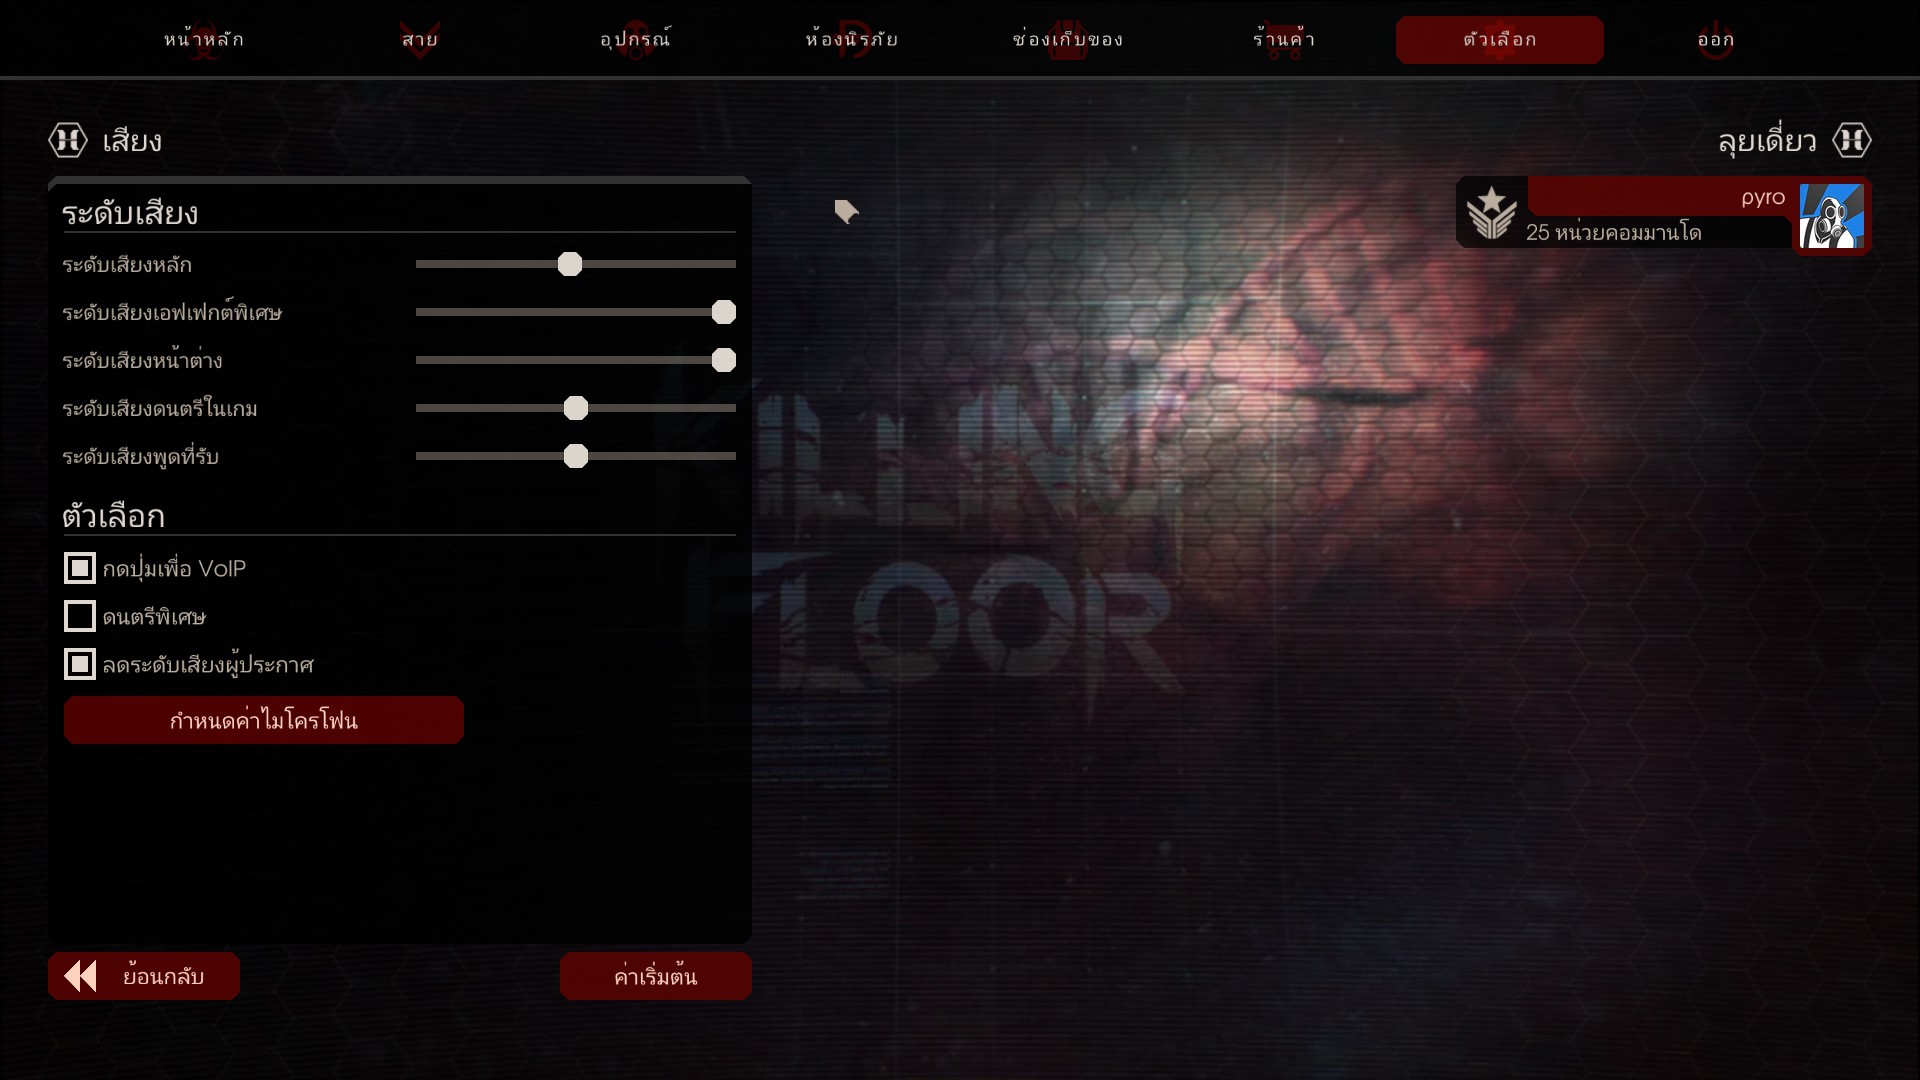 หน้าหลัก
สาย
อุปกรณ์
ห้องนิรภัย
ช่องเก็บของ
ร้านค้า
ตัวเลือก
ออก
เสียง
ลุยเดี่ยว
ระดับเสียง
pyro
25 หน่วยคอมมานโด
ระดับเสียงหลัก
ระดับเสียงเอฟเฟกต์พิเศษ
ระดับเสียงหน้าต่าง
ระดับเสียงดนตรีในเกม
ระดับเสียงพูดที่รับ
ตัวเลือก
กดปุ่มเพื่อ VoIP
ดนตรีพิเศษ
ลดระดับเสียงผู้ประกาศ
กำหนดค่าไมโครโฟน
KILLING
FLOOR
ย้อนกลับ
ค่าเริ่มต้น